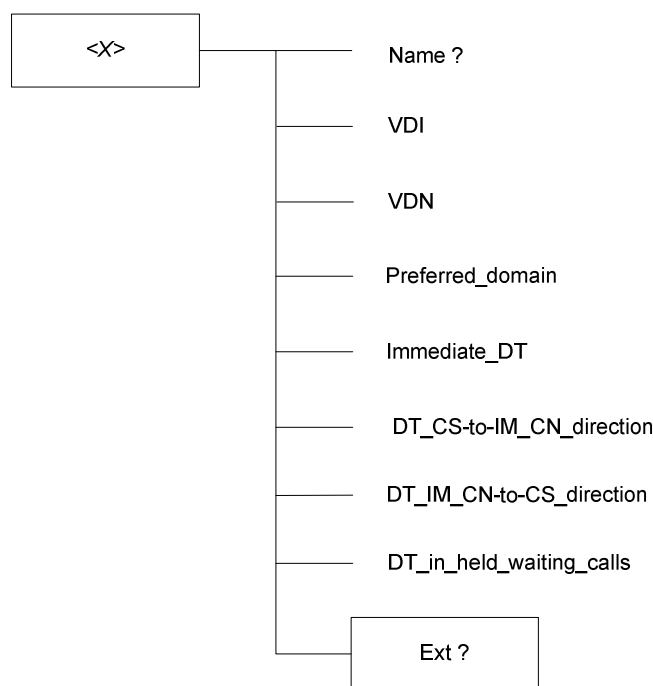 <X>
Name ?
VDI
VDN
Preferred_domain
Immediate_DT
DT_CS-to-IM_CN_direction
DT_IM_CN-to-CS_direction
DT_in_held_waiting_calls
Ext ?